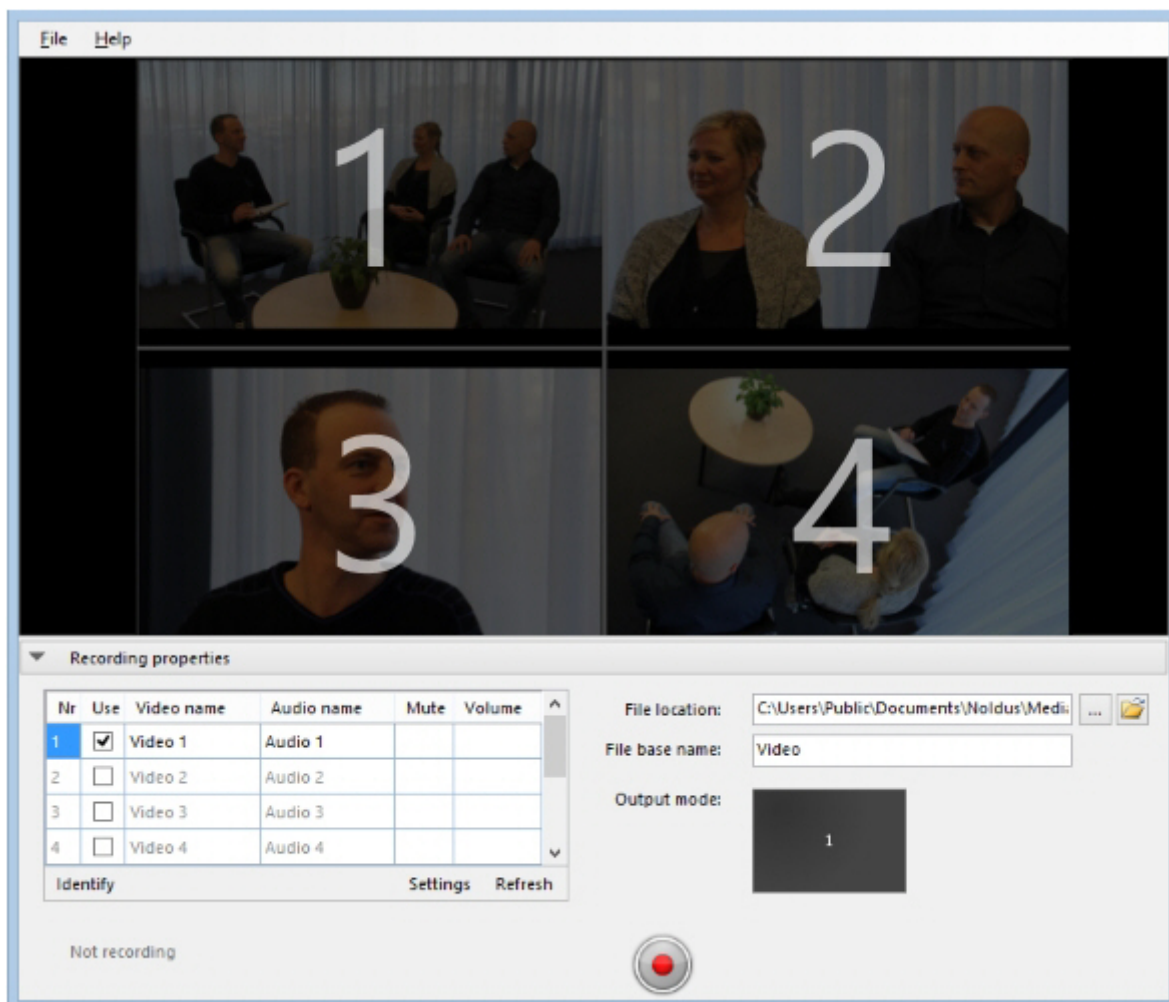 File Help
1 2
3 4
Recording properties
Nr Use Video name Audio name Mute Volume
1 Video 1 Audio 1
2 Video 2 Audio 2
3 Video 3 Audio 3
4 Video 4 Audio 4
Identify Settings Refresh
File location: C:\Users\Public\Documents\Noldus\Media ...
File base name: Video
Output mode:
1
Not recording